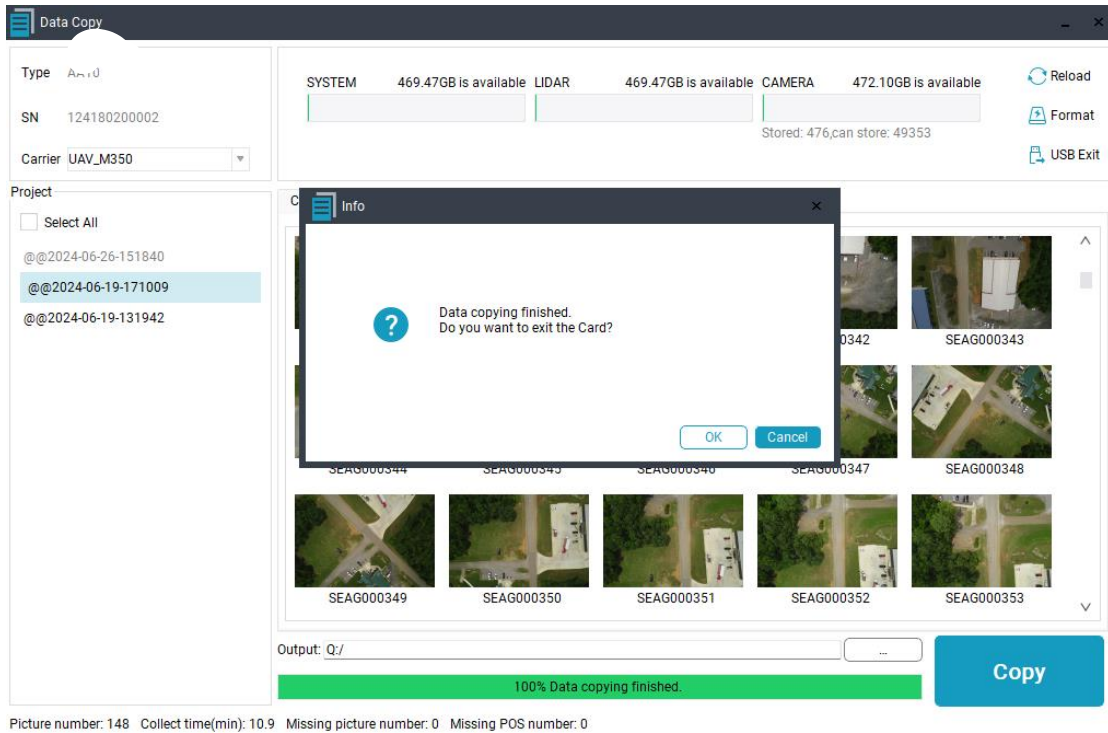 Data Copy
Type
SN 124180200002
Carrier UAV_M350
SYSTEM 469.47GB is available LIDAR 469.47GB is available CAMERA 472.10GB is available
Stored: 476,can store: 49353
Reload
Format
USB Exit
Project
Select All
@@2024-06-26-151840
@@2024-06-19-171009
@@2024-06-19-131942
Info
Data copying finished.
Do you want to exit the Card?
OK Cancel
0342 SEAG000343
SEAG000344 SEAG000345 SEAG000346 SEAG000347 SEAG000348
SEAG000349 SEAG000350 SEAG000351 SEAG000352 SEAG000353
Output: Q:/ ...
100% Data copying finished.
Copy
Picture number: 148 Collect time(min): 10.9 Missing picture number: 0 Missing POS number: 0